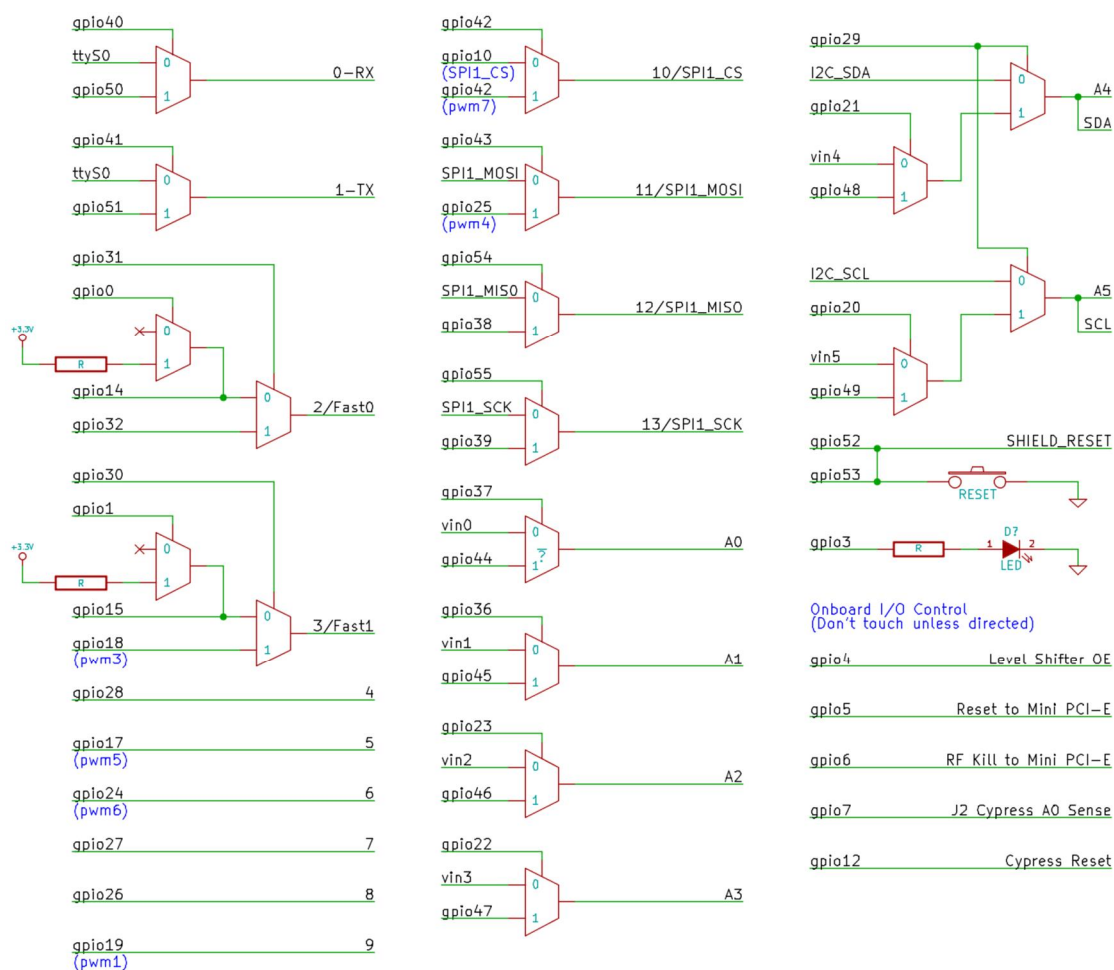 gpio40
ttyS0
0
0-RX
gpio50
1
gpio41
ttyS0
0
1-TX
gpio51
1
gpio31
gpio0
+3.3V
0
R
1
gpio14
0
2/Fast0
gpio32
1
gpio30
gpio1
+3.3V
0
R
1
gpio15
0
3/Fast1
gpio18
1
(pwm3)
gpio28 4
gpio17 5
(pwm5)
gpio24 6
(pwm6)
gpio27 7
gpio26 8
gpio19 9
(pwm1)
gpio42
gpio10
0
(SPI1_CS)
10/SPI1_CS
gpio42
1
(pwm7)
gpio43
SPI1_MOSI
0
11/SPI1_MOSI
gpio25
1
(pwm4)
gpio54
SPI1_MISO
0
12/SPI1_MISO
gpio38
1
gpio55
SPI1_SCK
0
13/SPI1_SCK
gpio39
1
gpio37
vin0
0
?
A0
gpio44
1
gpio36
vin1
0
A1
gpio45
1
gpio23
vin2
0
A2
gpio46
1
gpio22
vin3
0
A3
gpio47
1
gpio29
I2C_SDA
0
A4
gpio21
1
SDA
vin4
0
gpio48
1
I2C_SCL
0
A5
gpio20
1
SCL
vin5
0
gpio49
1
gpio52 SHIELD_RESET
gpio53
RESET
D?
gpio3
R
1 2
LED
Onboard I/O Control
(Don't touch unless directed)
gpio4 Level Shifter OE
gpio5 Reset to Mini PCI-E
gpio6 RF Kill to Mini PCI-E
gpio7 J2 Cypress A0 Sense
gpio12 Cypress Reset